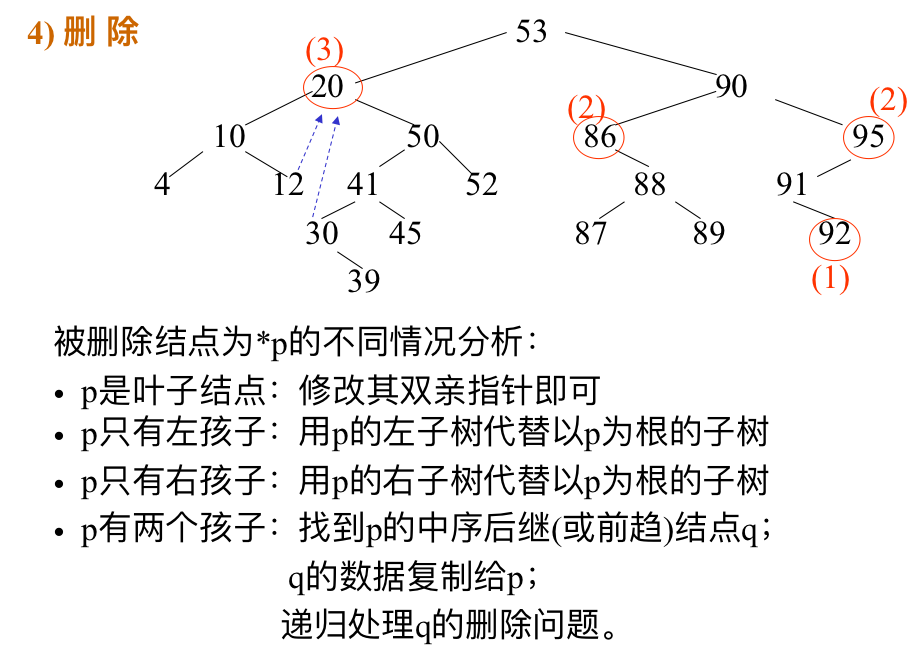 4) 删 除
53
(3)
20
90
(2)
(2)
10
50
86
95
4
12
41
52
88
91
30
45
87
89
92
39
(1)
被删除结点为*p的不同情况分析：
• p是叶子结点：修改其双亲指针即可
• p只有左孩子：用p的左子树代替以p为根的子树
• p只有右孩子：用p的右子树代替以p为根的子树
• p有两个孩子：找到p的中序后继(或前趋)结点q；
q的数据复制给p；
递归处理q的删除问题。